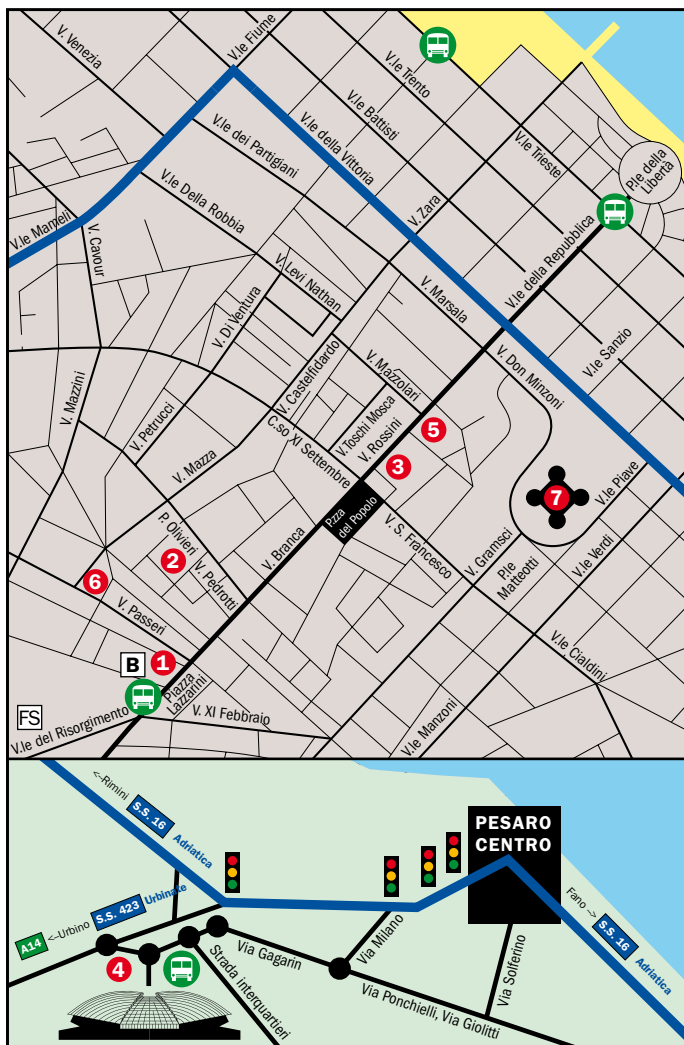 V. Venezia
V.le Fiume
V.le Trento
V.le Battisti
V.le Trieste
P.le della
Libertà
V.le dei Partigiani
V.le della Vittoria
V.le Della Robbia
V. Zara
V.le della Repubblica
V.le Mameli
V. Cavour
V. Levi Nathan
V. Marsala
V. Di Ventura
V.le Sanzio
V. Don Minzoni
V. Castelfidardo
V. Mazzolari
V. Mazzini
V. Petrucci
V.Toschi Mosca
V. Rossini
5
C.so XI Settembre
3
V. Mazza
P.zza
del Popolo
7
V.le Piave
P. Olivieri
2
V. Pedrotti
V. Branca
V. S. Francesco
V. Gramsci
P.le
Matteotti
V.le Verdi
6
V. Passeri
V.le Cialdini
B
1
Piazza
Lazzarini
FS
V.le del Risorgimento
V. XI Febbraio
V.le Manzoni
<--Rimini
S.S. 16
Adriatica
PESARO
CENTRO
A14
<--Urbino
S.S. 423
Urbinate
Fano -->
S.S. 16
Adriatica
4
Via Gagarin
Via Milano
Strada interquartieri
Via Solferino
Via Ponchielli, Via Giolitti